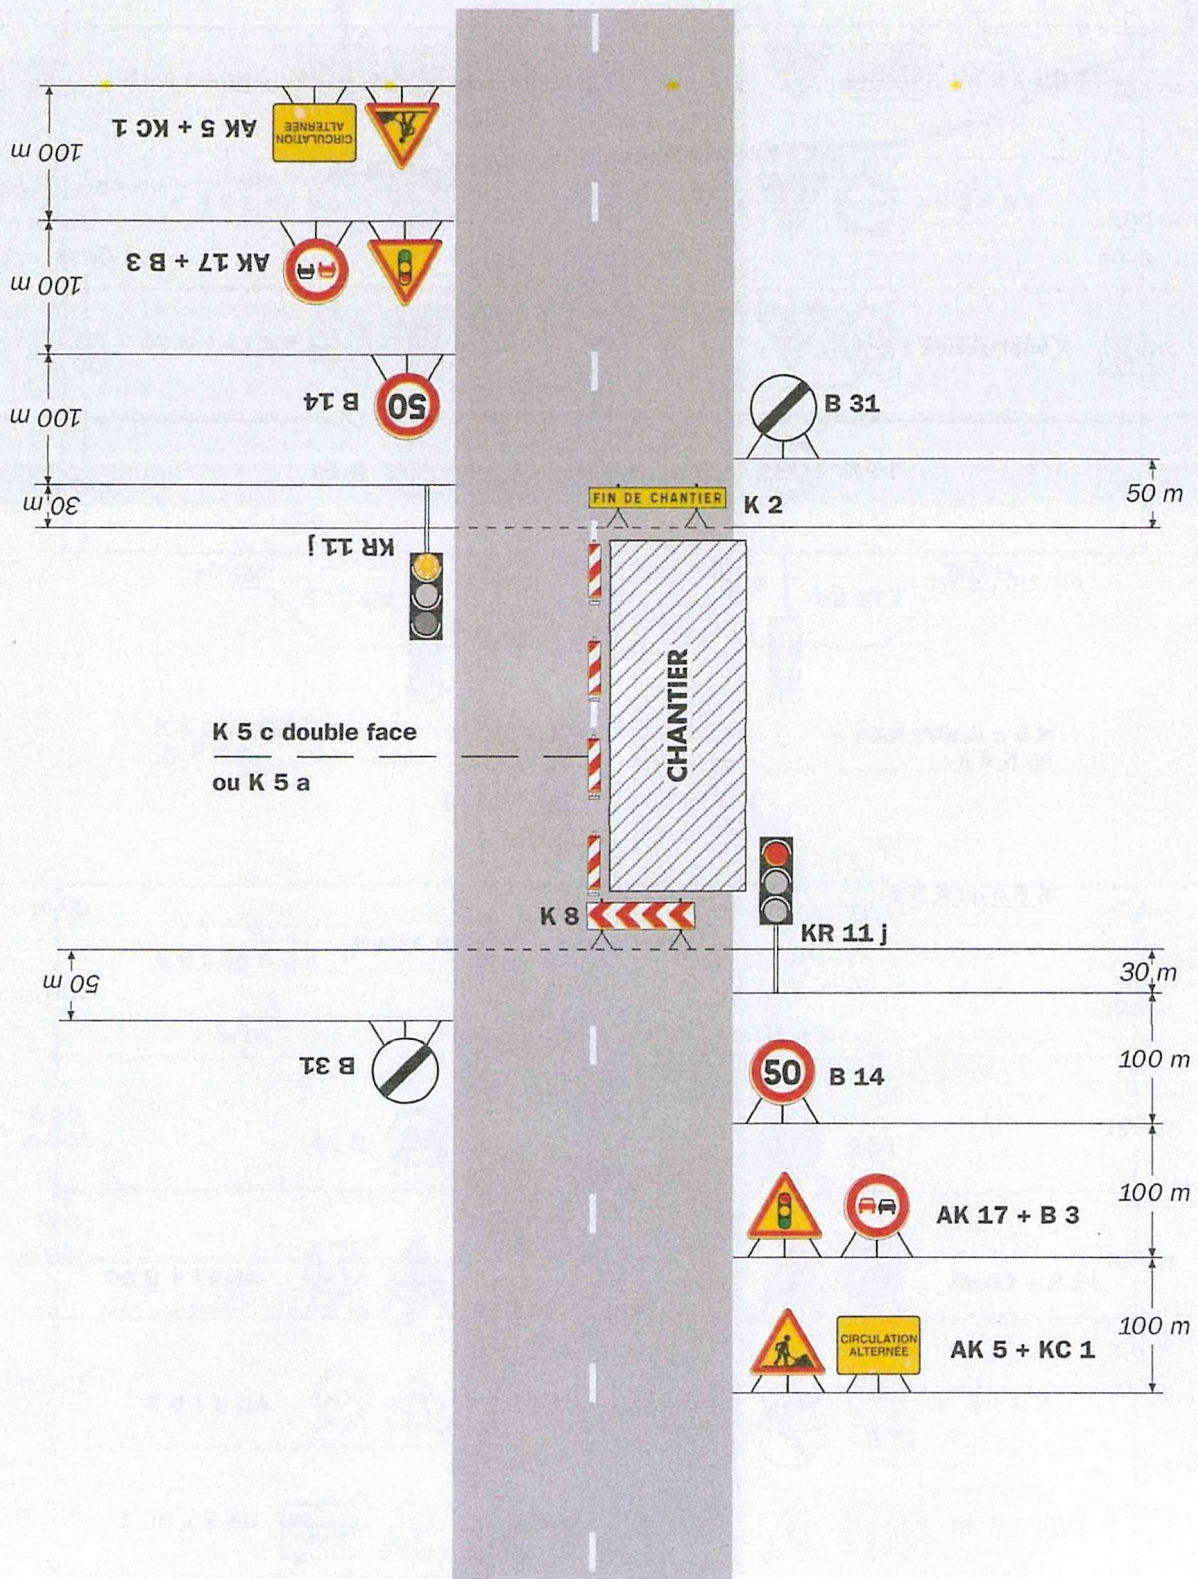 AK 5 + KC 1
CIRCULATION
ALTERNÉE
100 m
AK 17 + B 3
100 m
B 14
50
100 m
B 31
30 m
50 m
FIN DE CHANTIER
K 2
KR 11 j
CHANTIER
K 5 c double face
ou K 5 a
K 8
KR 11 j
50 m
30 m
B 31
50
B 14
100 m
AK 17 + B 3
100 m
CIRCULATION
ALTERNÉE
AK 5 + KC 1
100 m